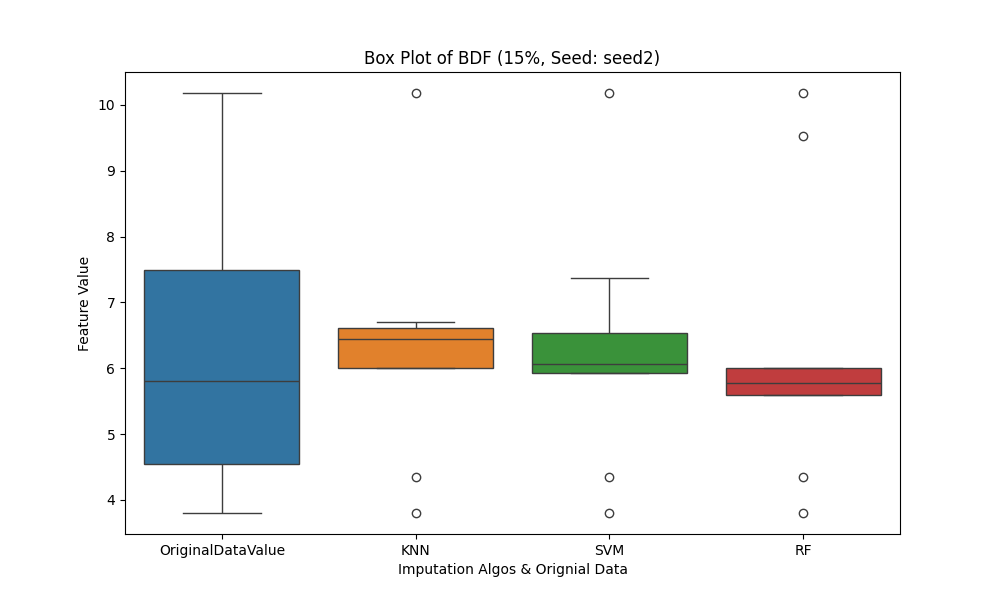 Box Plot of BDF (15%, Seed: seed2)
10
9
8
7
6
5
4
Feature Value
OriginalDataValue KNN SVM RF
Imputation Algos & Orignial Data